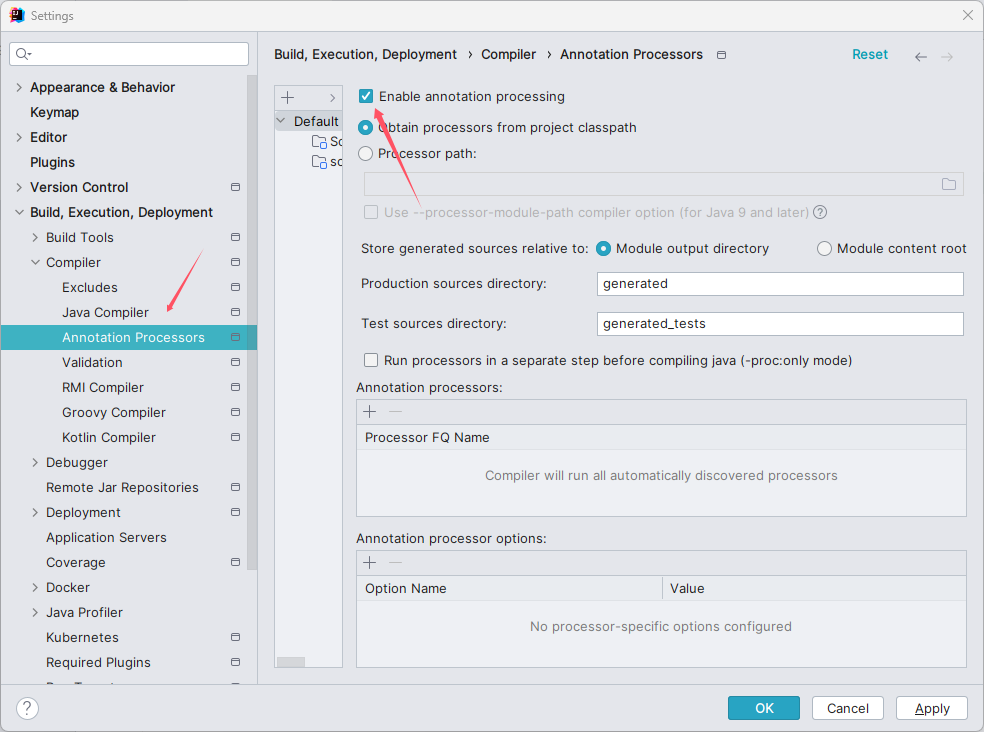 Settings
Build, Execution, Deployment › Compiler › Annotation Processors
Reset
Appearance & Behavior
Keymap
Editor
Plugins
Version Control
Build, Execution, Deployment
Build Tools
Compiler
Excludes
Java Compiler
Annotation Processors
Validation
RMI Compiler
Groovy Compiler
Kotlin Compiler
Debugger
Remote Jar Repositories
Deployment
Application Servers
Coverage
Docker
Java Profiler
Kubernetes
Required Plugins
Default
Enable annotation processing
Obtain processors from project classpath
Processor path:
Use --processor-module-path compiler option (for Java 9 and later) ?
Store generated sources relative to: Module output directory Module content root
Production sources directory: generated
Test sources directory: generated_tests
Run processors in a separate step before compiling java (-proc:only mode)
Annotation processors:
Processor FQ Name
Compiler will run all automatically discovered processors
Annotation processor options:
Option Name Value
No processor-specific options configured
? OK Cancel Apply